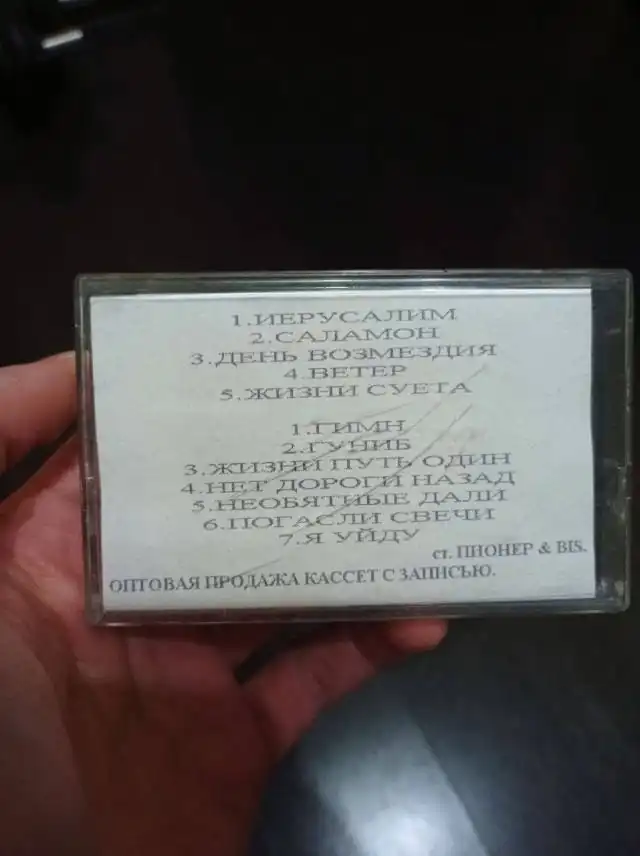 1.ИЕРУСАЛИМ
2.САЛАМОН
3.ДЕНЬ ВОЗМЕЗДИЯ
4.ВЕТЕР
5.ЖИЗНИ СУЕТА
1.ГИМН
2.ГУНИБ
3.ЖИЗНИ ПУТЬ ОДИН
4.НЕТ ДОРОГИ НАЗАД
5.НЕОБЯТНЫЕ ДАЛИ
6.ПОГАСЛИ СВЕЧИ
7.Я УЙДУ
ст. ПИОНЕР & BIS.
ОПТОВАЯ ПРОДАЖА КАССЕТ С ЗАПИСЬЮ.